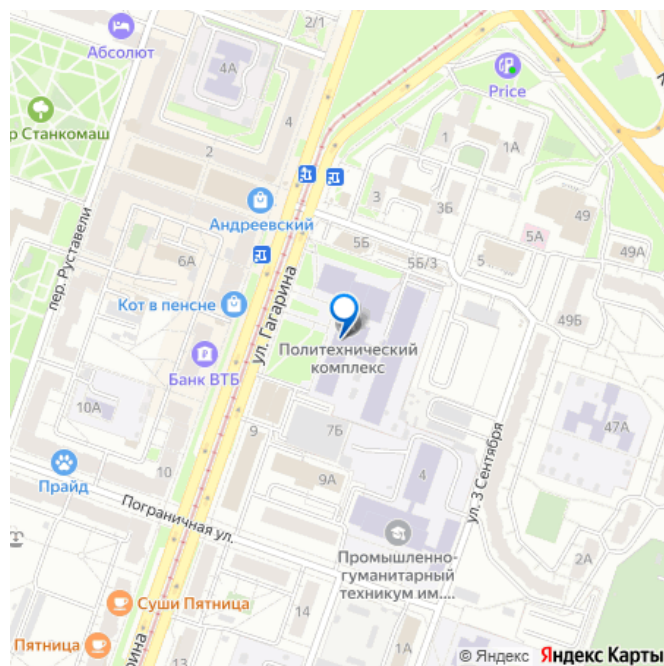 2/1
Абсолют
4А
Price
р Станкомаш
4
2
1
1А
3
3Б
49
Андреевский
5А
49А
5Б
5Б/3
5
пер. Руставели
6А
ул. Гагарина
Кот в пенсне
49Б
Политехнический
комплекс
Банк ВТБ
10А
9
7Б
47А
ул. 3 Сентября
10
4
Прайд
9А
Пограничная ул.
Промышленно-
гуманитарный
техникум им....
2А
Суши Пятница
14
Пятница
рина
1А
© Яндекс Яндекс Карты